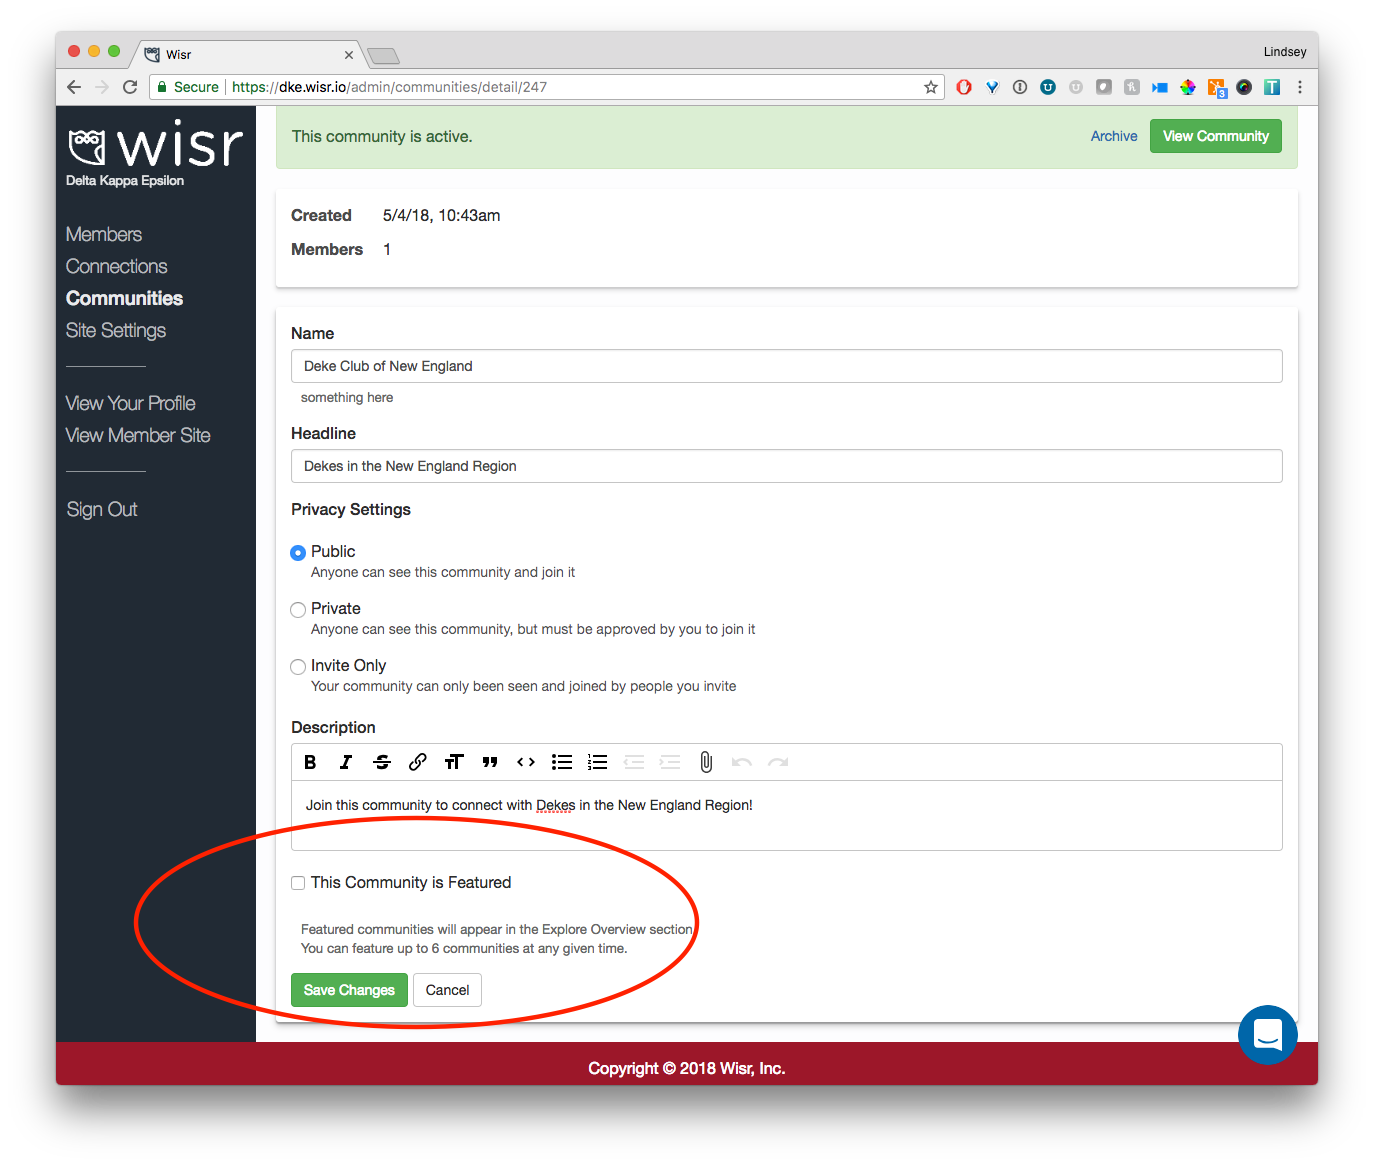 Wisr
Lindsey
Secure
https://dke.wisr.io/admin/communities/detail/247
3
wisr
Delta Kappa Epsilon
Members
Connections
Communities
Site Settings
View Your Profile
View Member Site
Sign Out
This community is active.
Archive
View Community
Created 5/4/18, 10:43am
Members 1
Name
Deke Club of New England
something here
Headline
Dekes in the New England Region
Privacy Settings
Public
Anyone can see this community and join it
Private
Anyone can see this community, but must be approved by you to join it
Invite Only
Your community can only been seen and joined by people you invite
Description
Join this community to connect with Dekes in the New England Region!
This Community is Featured
Featured communities will appear in the Explore Overview section
You can feature up to 6 communities at any given time.
Save Changes
Cancel
Copyright © 2018 Wisr, Inc.